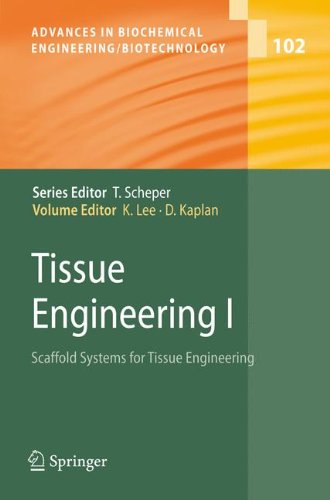 ADVANCES IN BIOCHEMICAL
ENGINEERING/BIOTECHNOLOGY
102
Series Editor T. Scheper
Volume Editor K. Lee · D. Kaplan
Tissue
Engineering I
Scaffold Systems for Tissue Engineering
Springer